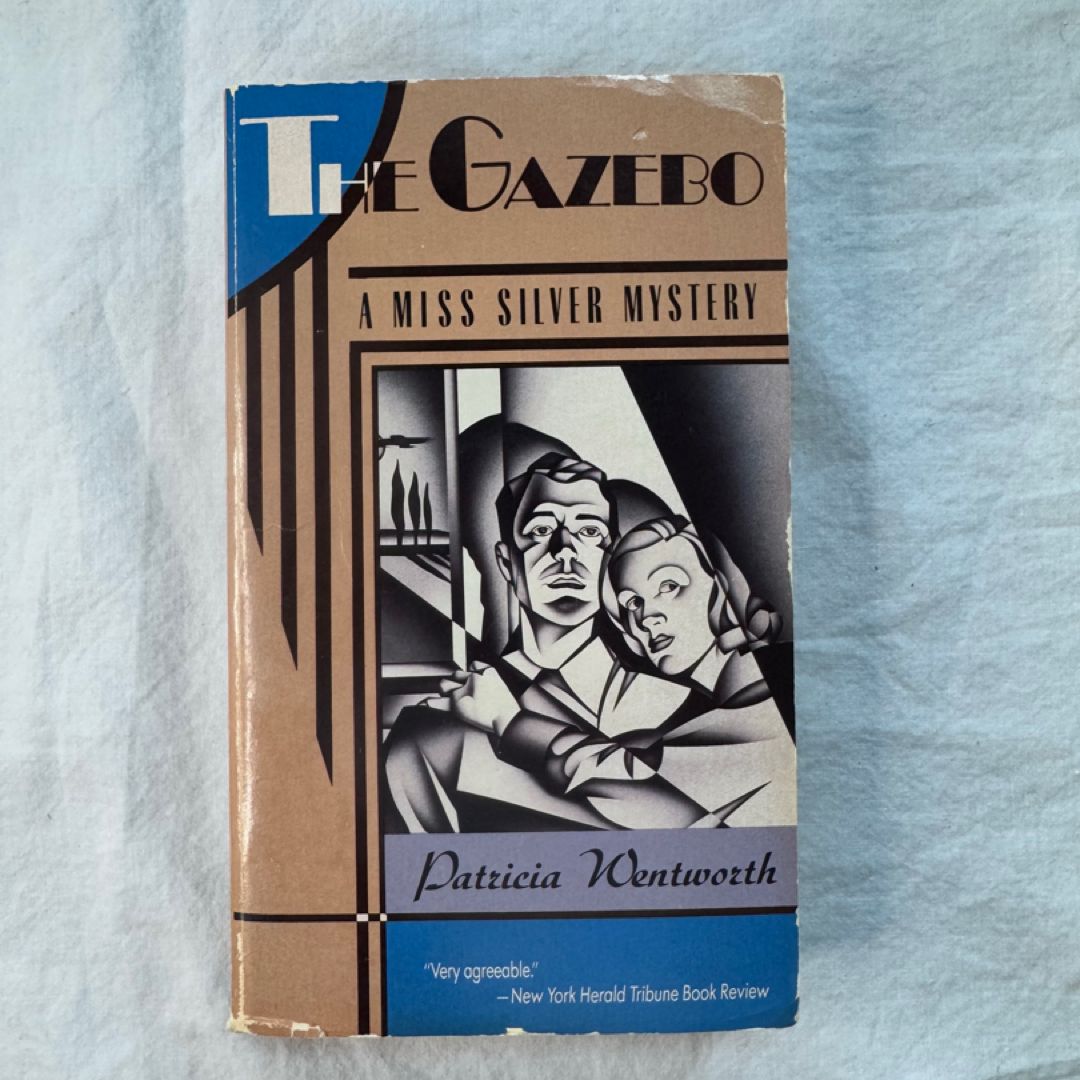 THE GAZEBO
A MISS SILVER MYSTERY
Patricia Wentworth
"Very agreeable."
—New York Herald Tribune Book Review